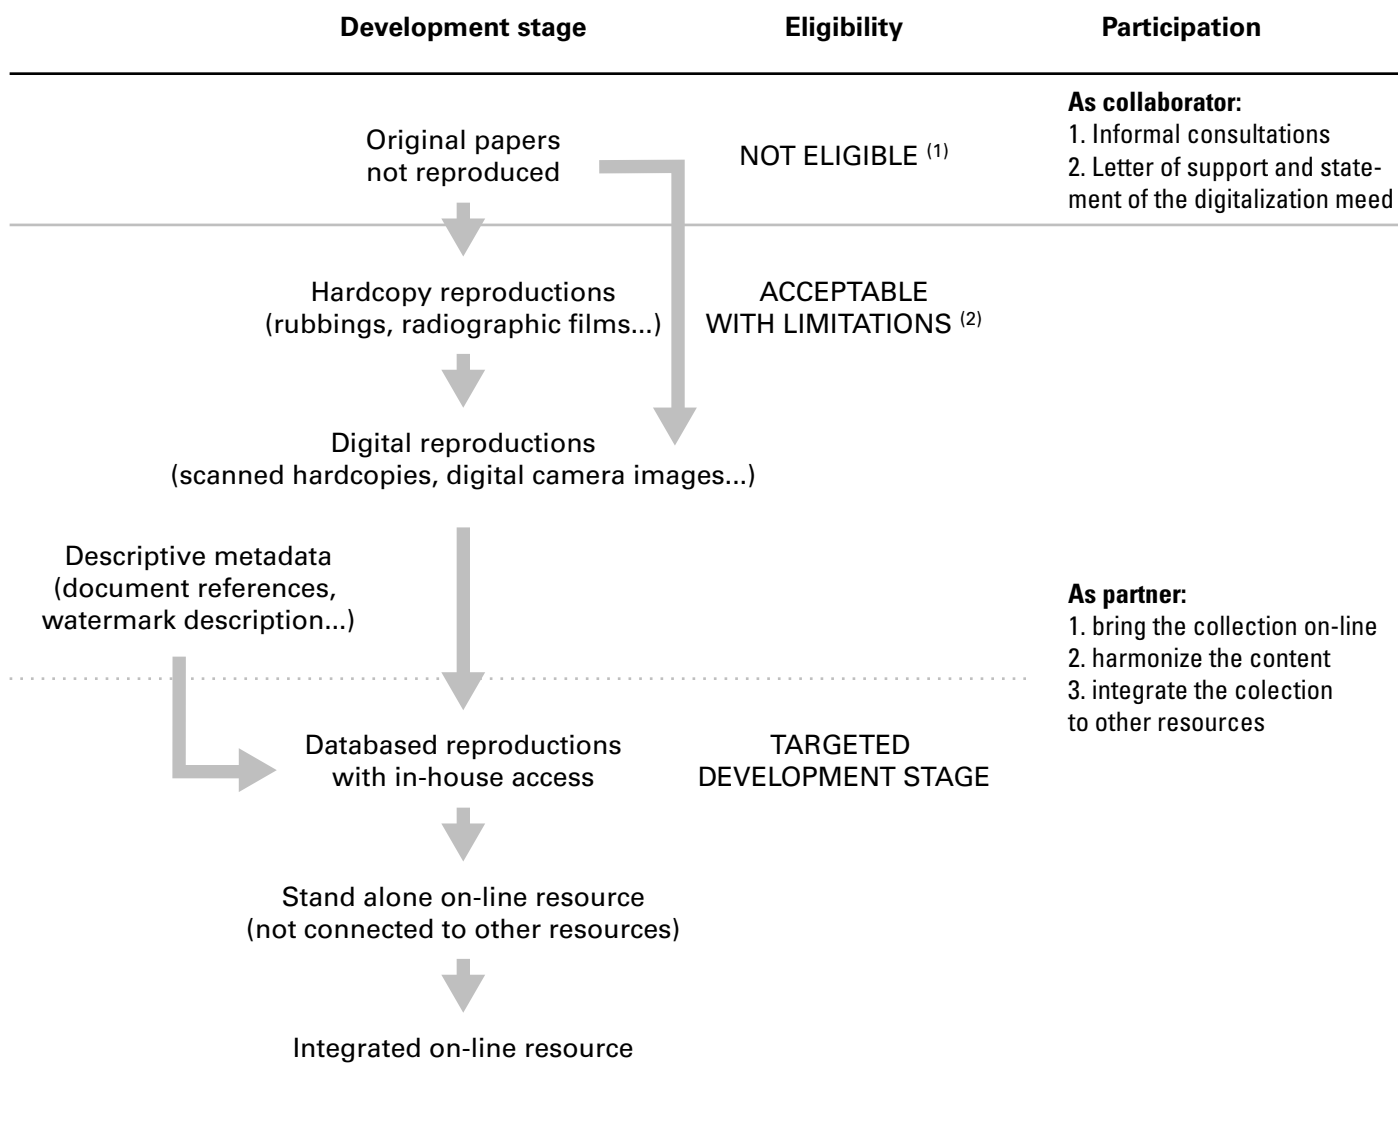 Development stage
Eligibility
Participation
Original papers
not reproduced
NOT ELIGIBLE (1)
As collaborator:
1. Informal consultations
2. Letter of support and state-
ment of the digitalization meed
Hardcopy reproductions
(rubbings, radiographic films...)
ACCEPTABLE
WITH LIMITATIONS (2)
Digital reproductions
(scanned hardcopies, digital camera images...)
Descriptive metadata
(document references,
watermark description...)
As partner:
1. bring the collection on-line
2. harmonize the content
3. integrate the colection
to other resources
Databased reproductions
with in-house access
TARGETED
DEVELOPMENT STAGE
Stand alone on-line resource
(not connected to other resources)
Integrated on-line resource